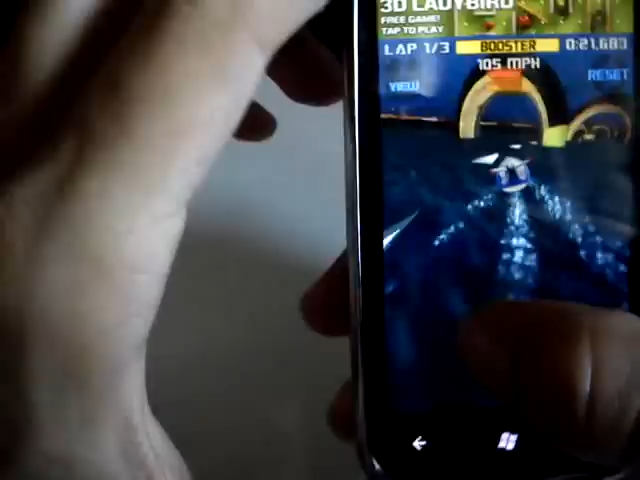 3D LADYBIRD
FREE GAME!
TAP TO PLAY
LAP 1/3 BOOSTER 0:21,683
105 MPH
VIEW RESET